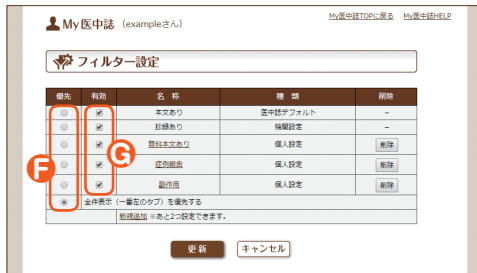 My医中誌 (exampleさん) My医中誌TOPに戻る My医中誌HELP
フィルター設定
優先 有効 名 称 種 類 削除
本文あり 医中誌デフォルト －
抄録あり 機関設定 －
無料本文あり 個人設定 削除
症例報告 個人設定 削除
副作用 個人設定 削除
F G
全件表示 (一番左のタブ) を優先する
新規追加 ※あと2つ設定できます。
更新 キャンセル